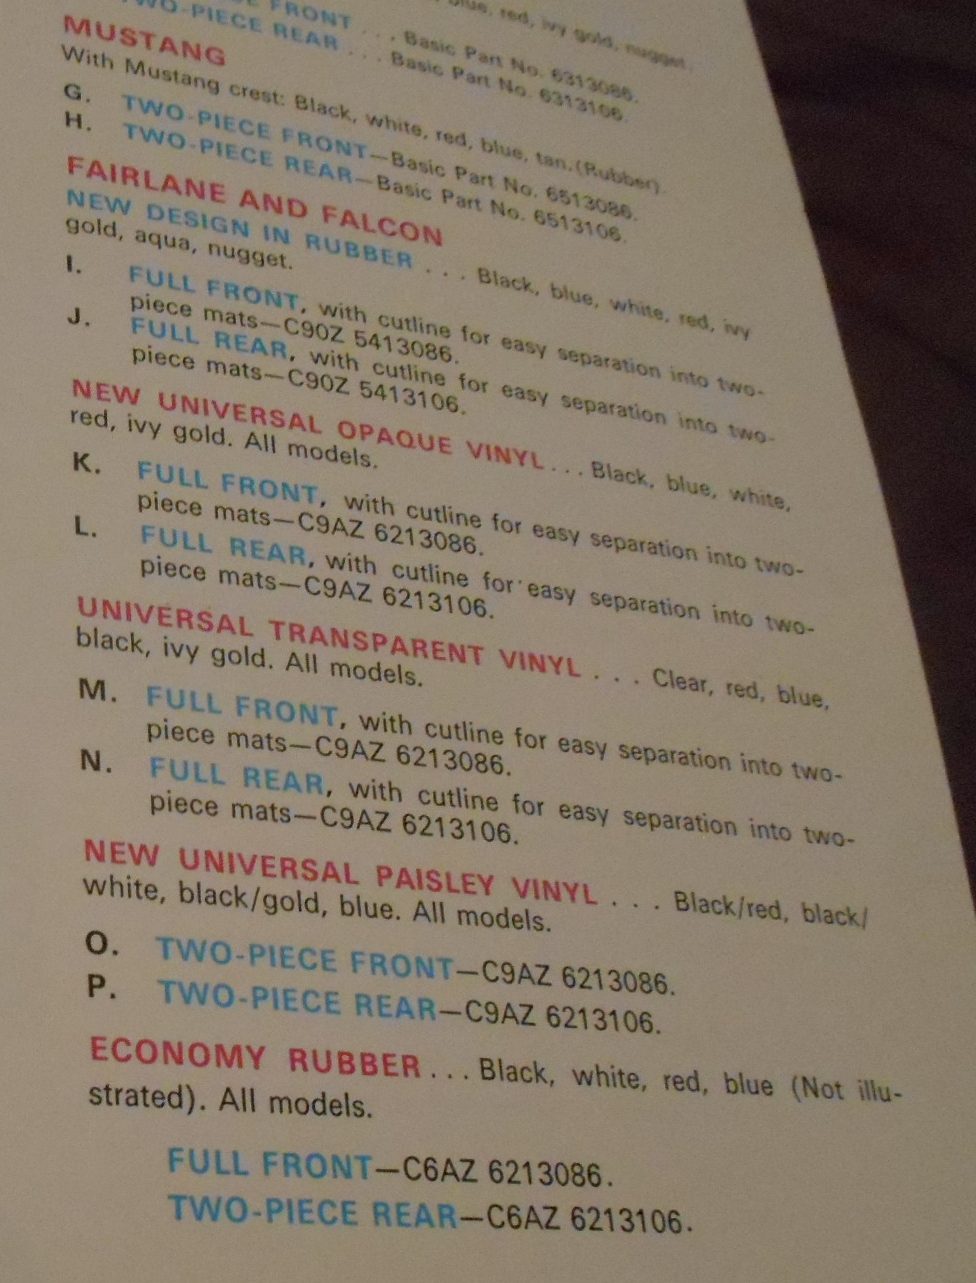 blue, red, ivy gold, nugget.
FRONT . . . Basic Part No. 6313086.
TWO-PIECE REAR . . . Basic Part No. 6313106.
MUSTANG
With Mustang crest: Black, white, red, blue, tan.(Rubber)
G. TWO-PIECE FRONT—Basic Part No. 6513086.
H. TWO-PIECE REAR—Basic Part No. 6513106.
FAIRLANE AND FALCON
NEW DESIGN IN RUBBER . . . Black, blue, white, red, ivy
gold, aqua, nugget.
I. FULL FRONT, with cutline for easy separation into two-
piece mats—C90Z 5413086.
J. FULL REAR, with cutline for easy separation into two-
piece mats—C90Z 5413106.
NEW UNIVERSAL OPAQUE VINYL . . . Black, blue, white,
red, ivy gold. All models.
K. FULL FRONT, with cutline for easy separation into two-
piece mats—C9AZ 6213086.
L. FULL REAR, with cutline for easy separation into two-
piece mats—C9AZ 6213106.
UNIVERSAL TRANSPARENT VINYL . . . Clear, red, blue,
black, ivy gold. All models.
M. FULL FRONT, with cutline for easy separation into two-
piece mats—C9AZ 6213086.
N. FULL REAR, with cutline for easy separation into two-
piece mats—C9AZ 6213106.
NEW UNIVERSAL PAISLEY VINYL . . . Black/red, black/
white, black/gold, blue. All models.
O. TWO-PIECE FRONT—C9AZ 6213086.
P. TWO-PIECE REAR—C9AZ 6213106.
ECONOMY RUBBER . . . Black, white, red, blue (Not illu-
strated). All models.
FULL FRONT—C6AZ 6213086.
TWO-PIECE REAR—C6AZ 6213106.